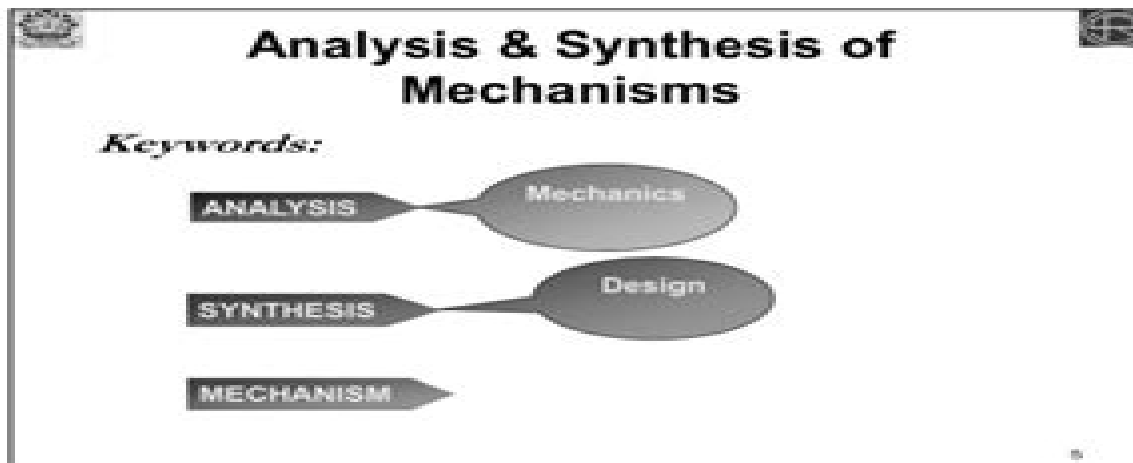 Analysis & Synthesis of
Mechanisms
Keywords:
ANALYSIS
Mechanics
SYNTHESIS
Design
MECHANISM